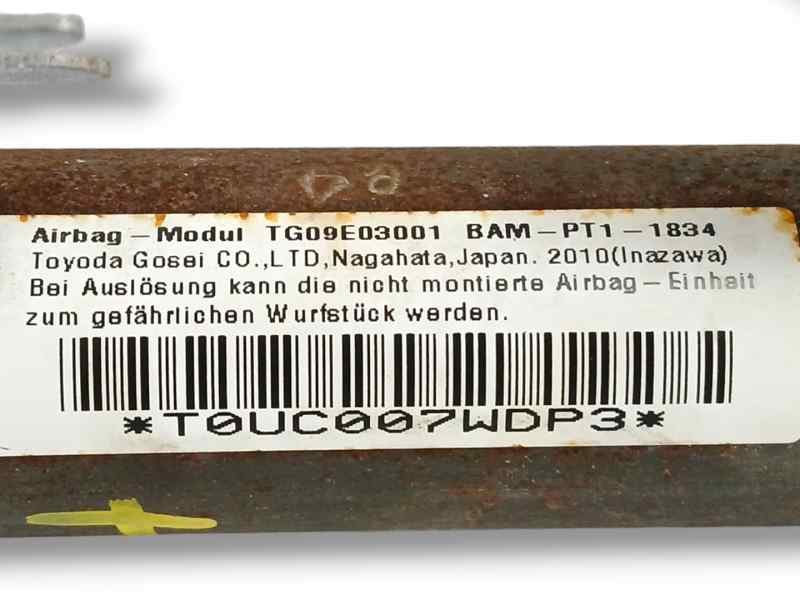 Airbag-Modul TG09E03001 BAM-PT1-1834
Toyoda Gosei CO.,LTD,Nagahata,Japan. 2010(Inazawa)
Bei Auslösung kann die nicht montierte Airbag-Einheit
zum gefährlichen Wurfstück werden.
*T0UC007WDP3*